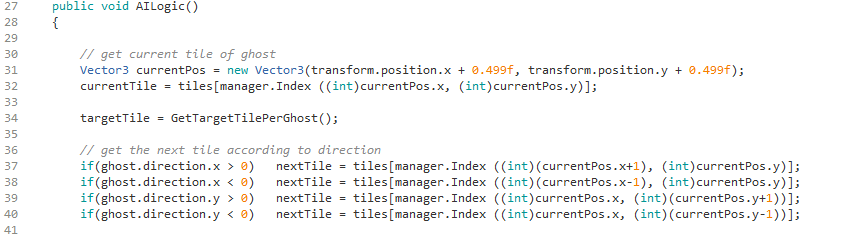 27 public void AILogic()
28 {
29
30 // get current tile of ghost
31 Vector3 currentPos = new Vector3(transform.position.x + 0.499f, transform.position.y + 0.499f);
32 currentTile = tiles[manager.Index ((int)currentPos.x, (int)currentPos.y)];
33
34 targetTile = GetTargetTilePerGhost();
35
36 // get the next tile according to direction
37 if(ghost.direction.x > 0) nextTile = tiles[manager.Index ((int)(currentPos.x+1), (int)currentPos.y)];
38 if(ghost.direction.x < 0) nextTile = tiles[manager.Index ((int)(currentPos.x-1), (int)currentPos.y)];
39 if(ghost.direction.y > 0) nextTile = tiles[manager.Index ((int)currentPos.x, (int)(currentPos.y+1))];
40 if(ghost.direction.y < 0) nextTile = tiles[manager.Index ((int)currentPos.x, (int)(currentPos.y-1))];
41